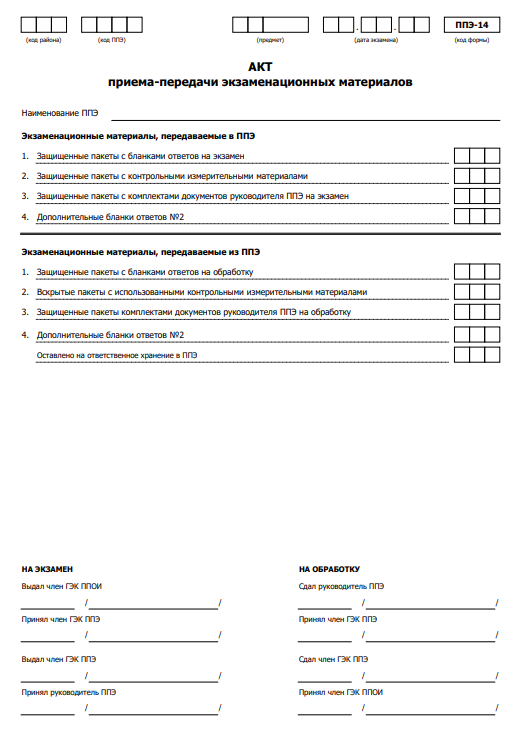 . . ППЭ-14
(код района) (код ППЭ) (предмет) (дата экзамена) (код формы)
АКТ
приема-передачи экзаменационных материалов
Наименование ППЭ
Экзаменационные материалы, передаваемые в ППЭ
1. Защищенные пакеты с бланками ответов на экзамен
2. Защищенные пакеты с контрольными измерительными материалами
3. Защищенные пакеты с комплектами документов руководителя ППЭ на экзамен
4. Дополнительные бланки ответов №2
Экзаменационные материалы, передаваемые из ППЭ
1. Защищенные пакеты с бланками ответов на обработку
2. Вскрытые пакеты с использованными контрольными измерительными материалами
3. Защищенные пакеты комплектами документов руководителя ППЭ на обработку
4. Дополнительные бланки ответов №2
Оставлено на ответственное хранение в ППЭ
НА ЭКЗАМЕН НА ОБРАБОТКУ
Выдал член ГЭК ППОИ Сдал руководитель ППЭ
/ / / /
Принял член ГЭК ППЭ Принял член ГЭК ППЭ
/ / / /
Выдал член ГЭК ППЭ Сдал член ГЭК ППЭ
/ / / /
Принял руководитель ППЭ Принял член ГЭК ППОИ
/ / / /